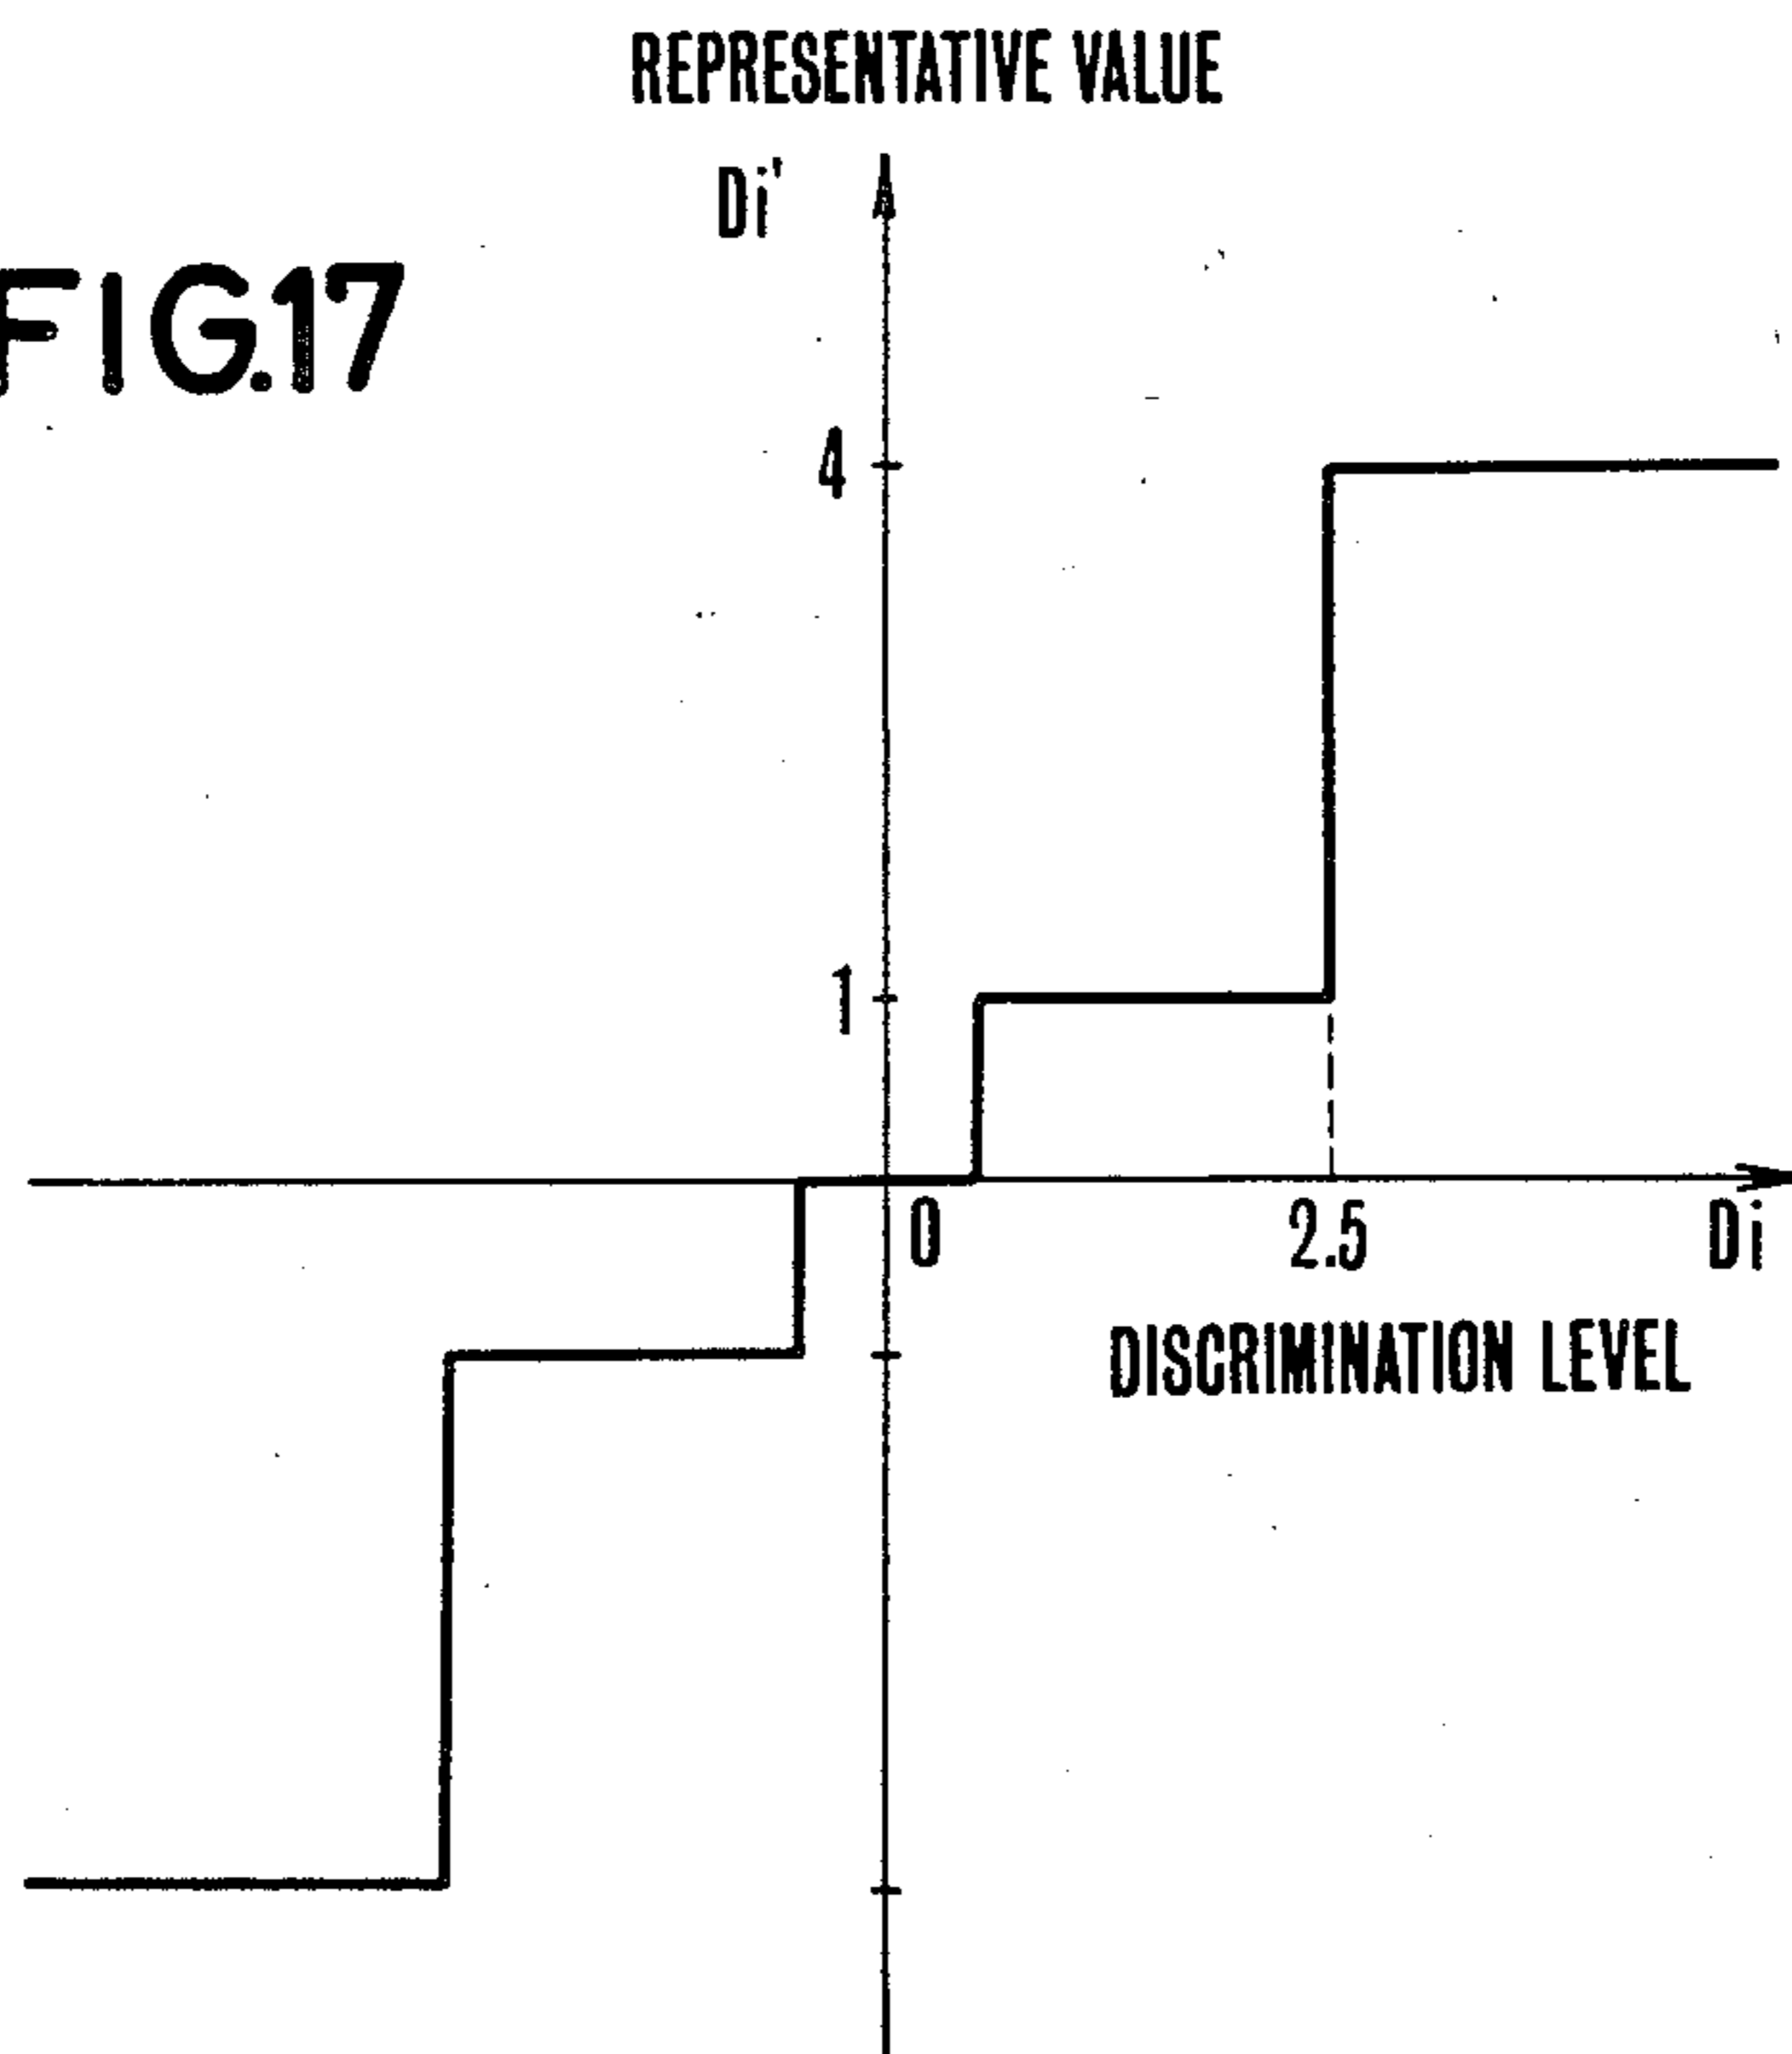 REPRESENTATIVE VALUE
Di'
FIG.17
4
1
0
2.5
Di
DISCRIMINATION LEVEL